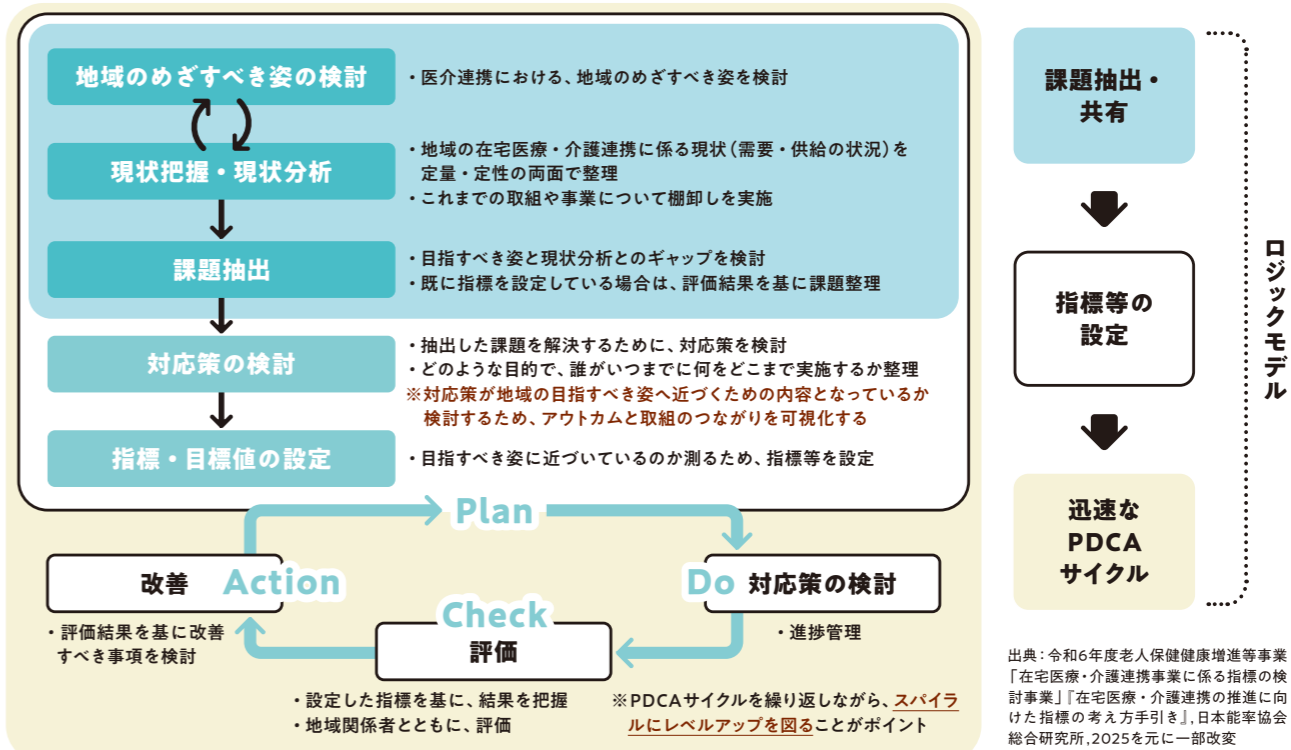 地域のめざすべき姿の検討
・医介連携における、地域のめざすべき姿を検討
現状把握・現状分析
・地域の在宅医療・介護連携に係る現状（需要・供給の状況）を
定量・定性の両面で整理
・これまでの取組や事業について棚卸しを実施
課題抽出
・目指すべき姿と現状分析とのギャップを検討
・既に指標を設定している場合は、評価結果を基に課題整理
対応策の検討
・抽出した課題を解決するために、対応策を検討
・どのような目的で、誰がいつまでに何をどこまで実施するか整理
※対応策が地域の目指すべき姿へ近づくための内容となっているか
検討するため、アウトカムと取組のつながりを可視化する
指標・目標値の設定
・目指すべき姿に近づいているのか測るため、指標等を設定
Plan
Do 対応策の検討
・進捗管理
Check
評価
・設定した指標を基に、結果を把握
・地域関係者とともに、評価
改善 Action
・評価結果を基に改善
すべき事項を検討
※PDCAサイクルを繰り返しながら、スパイラ
ルにレベルアップを図ることがポイント
課題抽出・
共有
指標等の
設定
迅速な
PDCA
サイクル
ロジックモデル
出典：令和6年度老人保健健康増進等事業
「在宅医療・介護連携事業に係る指標の検
討事業」『在宅医療・介護連携の推進に向
けた指標の考え方手引き』,日本能率協会
総合研究所,2025を元に一部改変